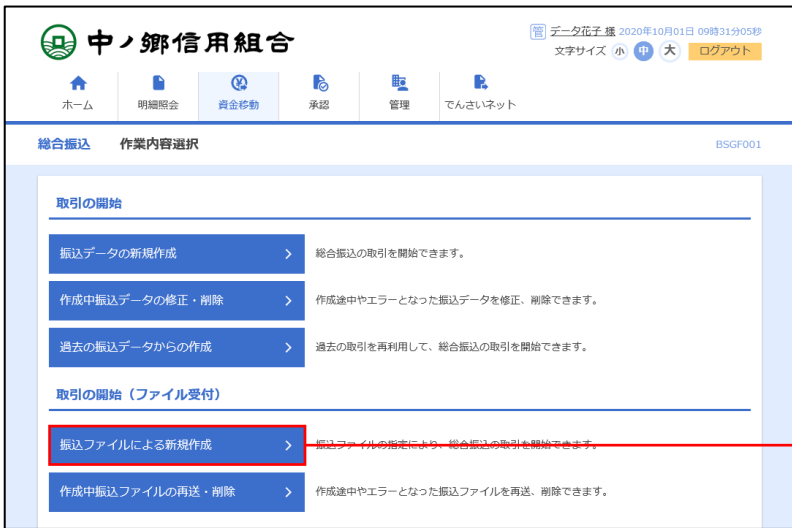 中ノ郷信用組合
管 データ花子 様 2020年10月01日 09時31分05秒
文字サイズ 小 中 大 ログアウト
ホーム 明細照会 資金移動 承認 管理 でんさいネット
総合振込 作業内容選択 BSGF001
取引の開始
振込データの新規作成 総合振込の取引を開始できます。
作成中振込データの修正・削除 作成途中やエラーとなった振込データを修正、削除できます。
過去の振込データからの作成 過去の取引を再利用して、総合振込の取引を開始できます。
取引の開始（ファイル受付）
振込ファイルによる新規作成 振込ファイルの指定により、総合振込の取引を開始できます。
作成中振込ファイルの再送・削除 作成途中やエラーとなった振込ファイルを再送、削除できます。